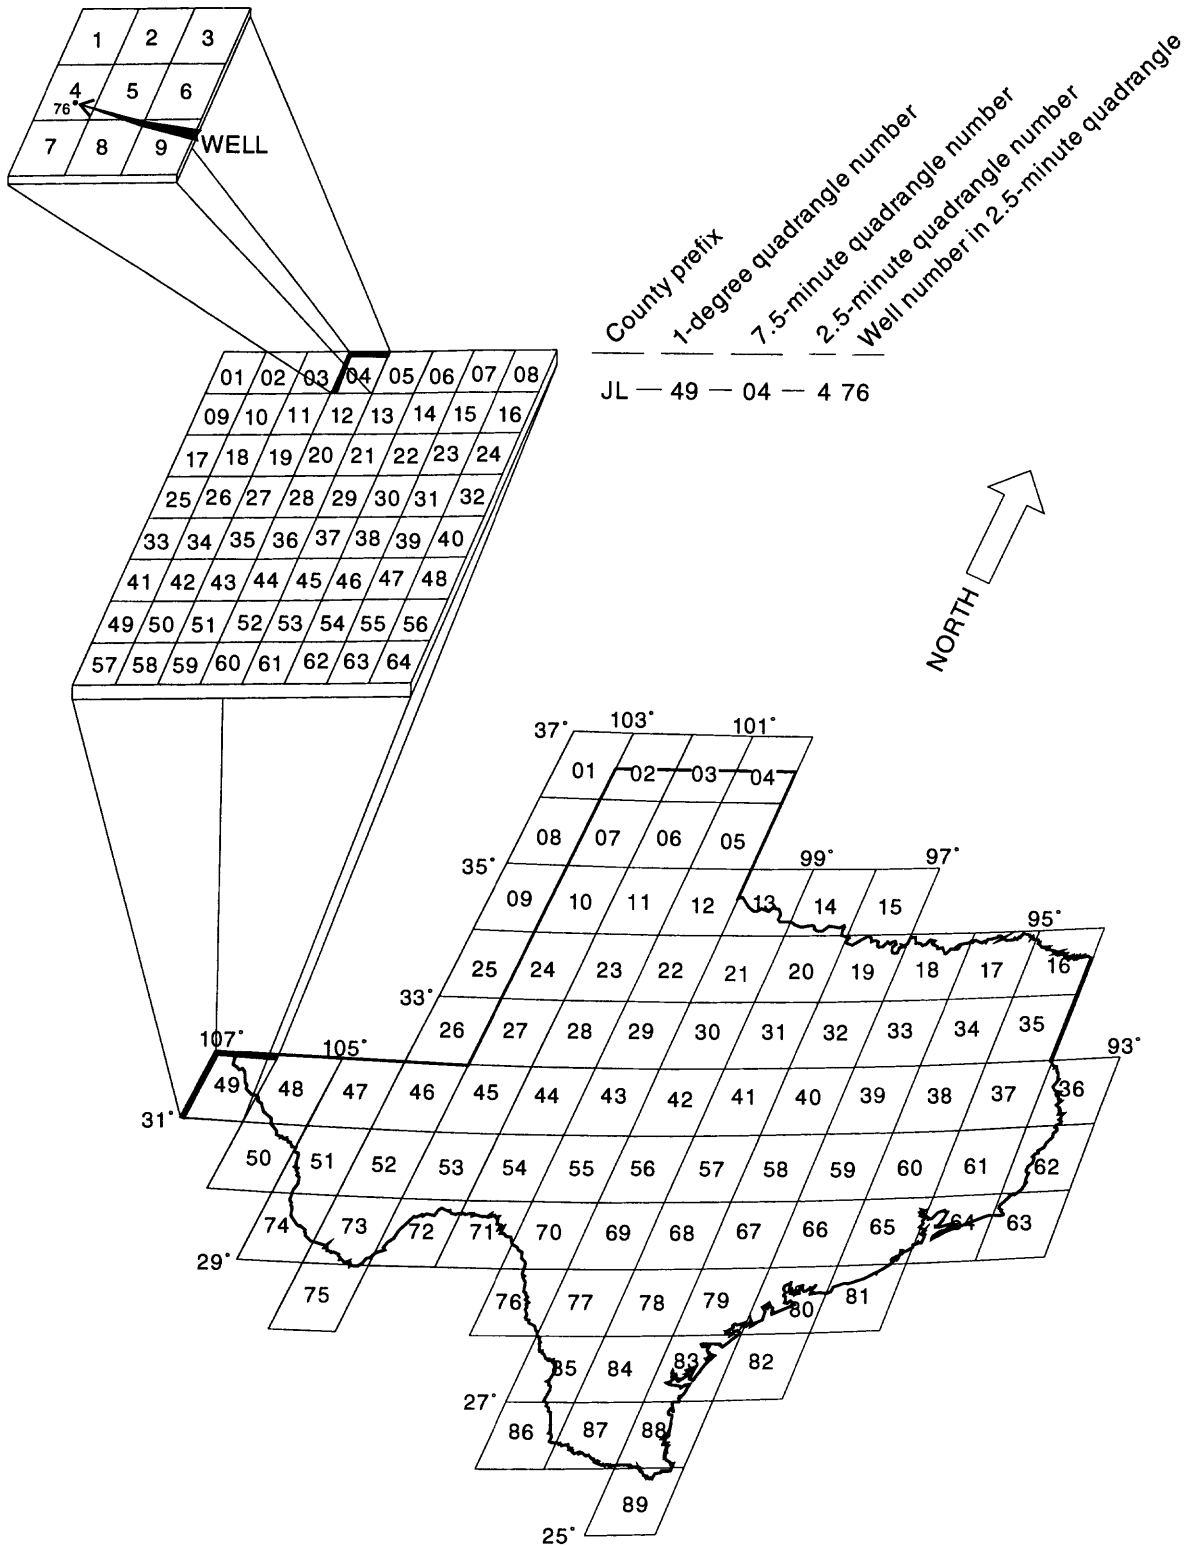 1 2 3
4 5 6
76
7 8 9
WELL
County prefix
1-degree quadrangle number
7.5-minute quadrangle number
2.5-minute quadrangle number
Well number in 2.5-minute quadrangle
JL — 49 — 04 — 4 76
01 02 03 04 05 06 07 08
09 10 11 12 13 14 15 16
17 18 19 20 21 22 23 24
25 26 27 28 29 30 31 32
33 34 35 36 37 38 39 40
41 42 43 44 45 46 47 48
49 50 51 52 53 54 55 56
57 58 59 60 61 62 63 64
NORTH
37° 103° 101°
01 02 03 04
08 07 06 05
35° 99° 97°
09 10 11 12 13 14 15
95°
25 24 23 22 21 20 19 18 17 16
33°
26 27 28 29 30 31 32 33 34 35
107° 105° 93°
49 48 47 46 45 44 43 42 41 40 39 38 37 36
31°
50 51 52 53 54 55 56 57 58 59 60 61 62
74 73 72 71 70 69 68 67 66 65 64 63
29°
75 76 77 78 79 80 81
85 84 83 82
27°
86 87 88
89
25°